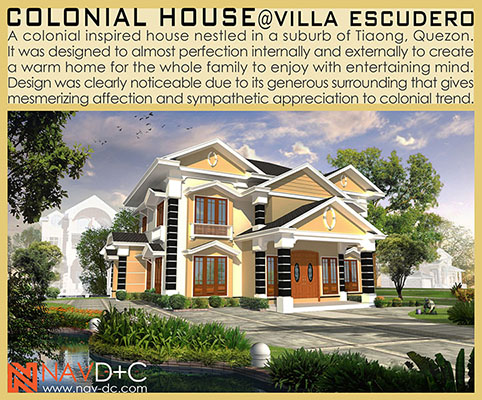 COLONIAL HOUSE@VILLA ESCUDERO
A colonial inspired house nestled in a suburb of Tiaong, Quezon.
It was designed to almost perfection internally and externally to create
a warm home for the whole family to enjoy with entertaining mind.
Design was clearly noticeable due to its generous surrounding that gives
mesmerizing affection and sympathetic appreciation to colonial trend.
NAVD+C
www.nav-dc.com